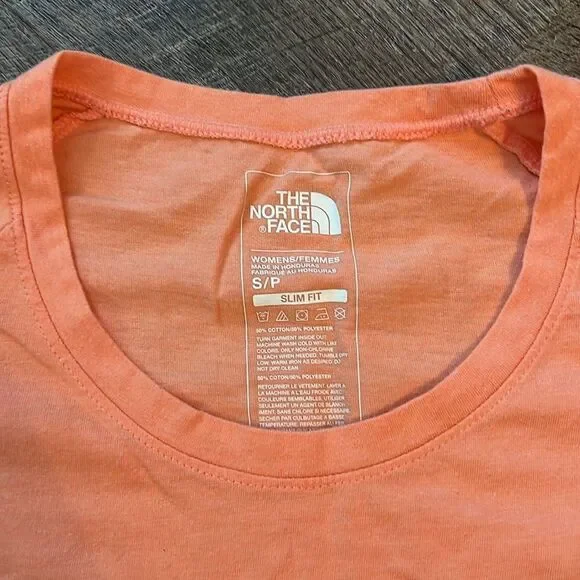 THE
NORTH
FACE
®
WOMENS/FEMMES
MADE IN HONDURAS
FABRIQUÉ AU HONDURAS
S/P
SLIM FIT
50% COTTON/50% POLYESTER
TURN GARMENT INSIDE OUT
MACHINE WASH COLD WITH LIKE
COLORS. ONLY NON-CHLORINE
BLEACH WHEN NEEDED. TUMBLE DRY
LOW. WARM IRON AS DESIRED. DO
NOT DRY CLEAN.
50% COTON/50% POLYESTER
RETOURNER LE VÊTEMENT. LAVER À
LA MACHINE À L'EAU FROIDE AVEC
COULEURS SEMBLABLES. UTILISER
SEULEMENT UN AGENT DE BLANCHI
MENT, SANS CHLORE SI NÉCESSAIRE.
SÉCHER PAR CULBUTAGE À BASSE
TEMPÉRATURE. REPASSER AU FER